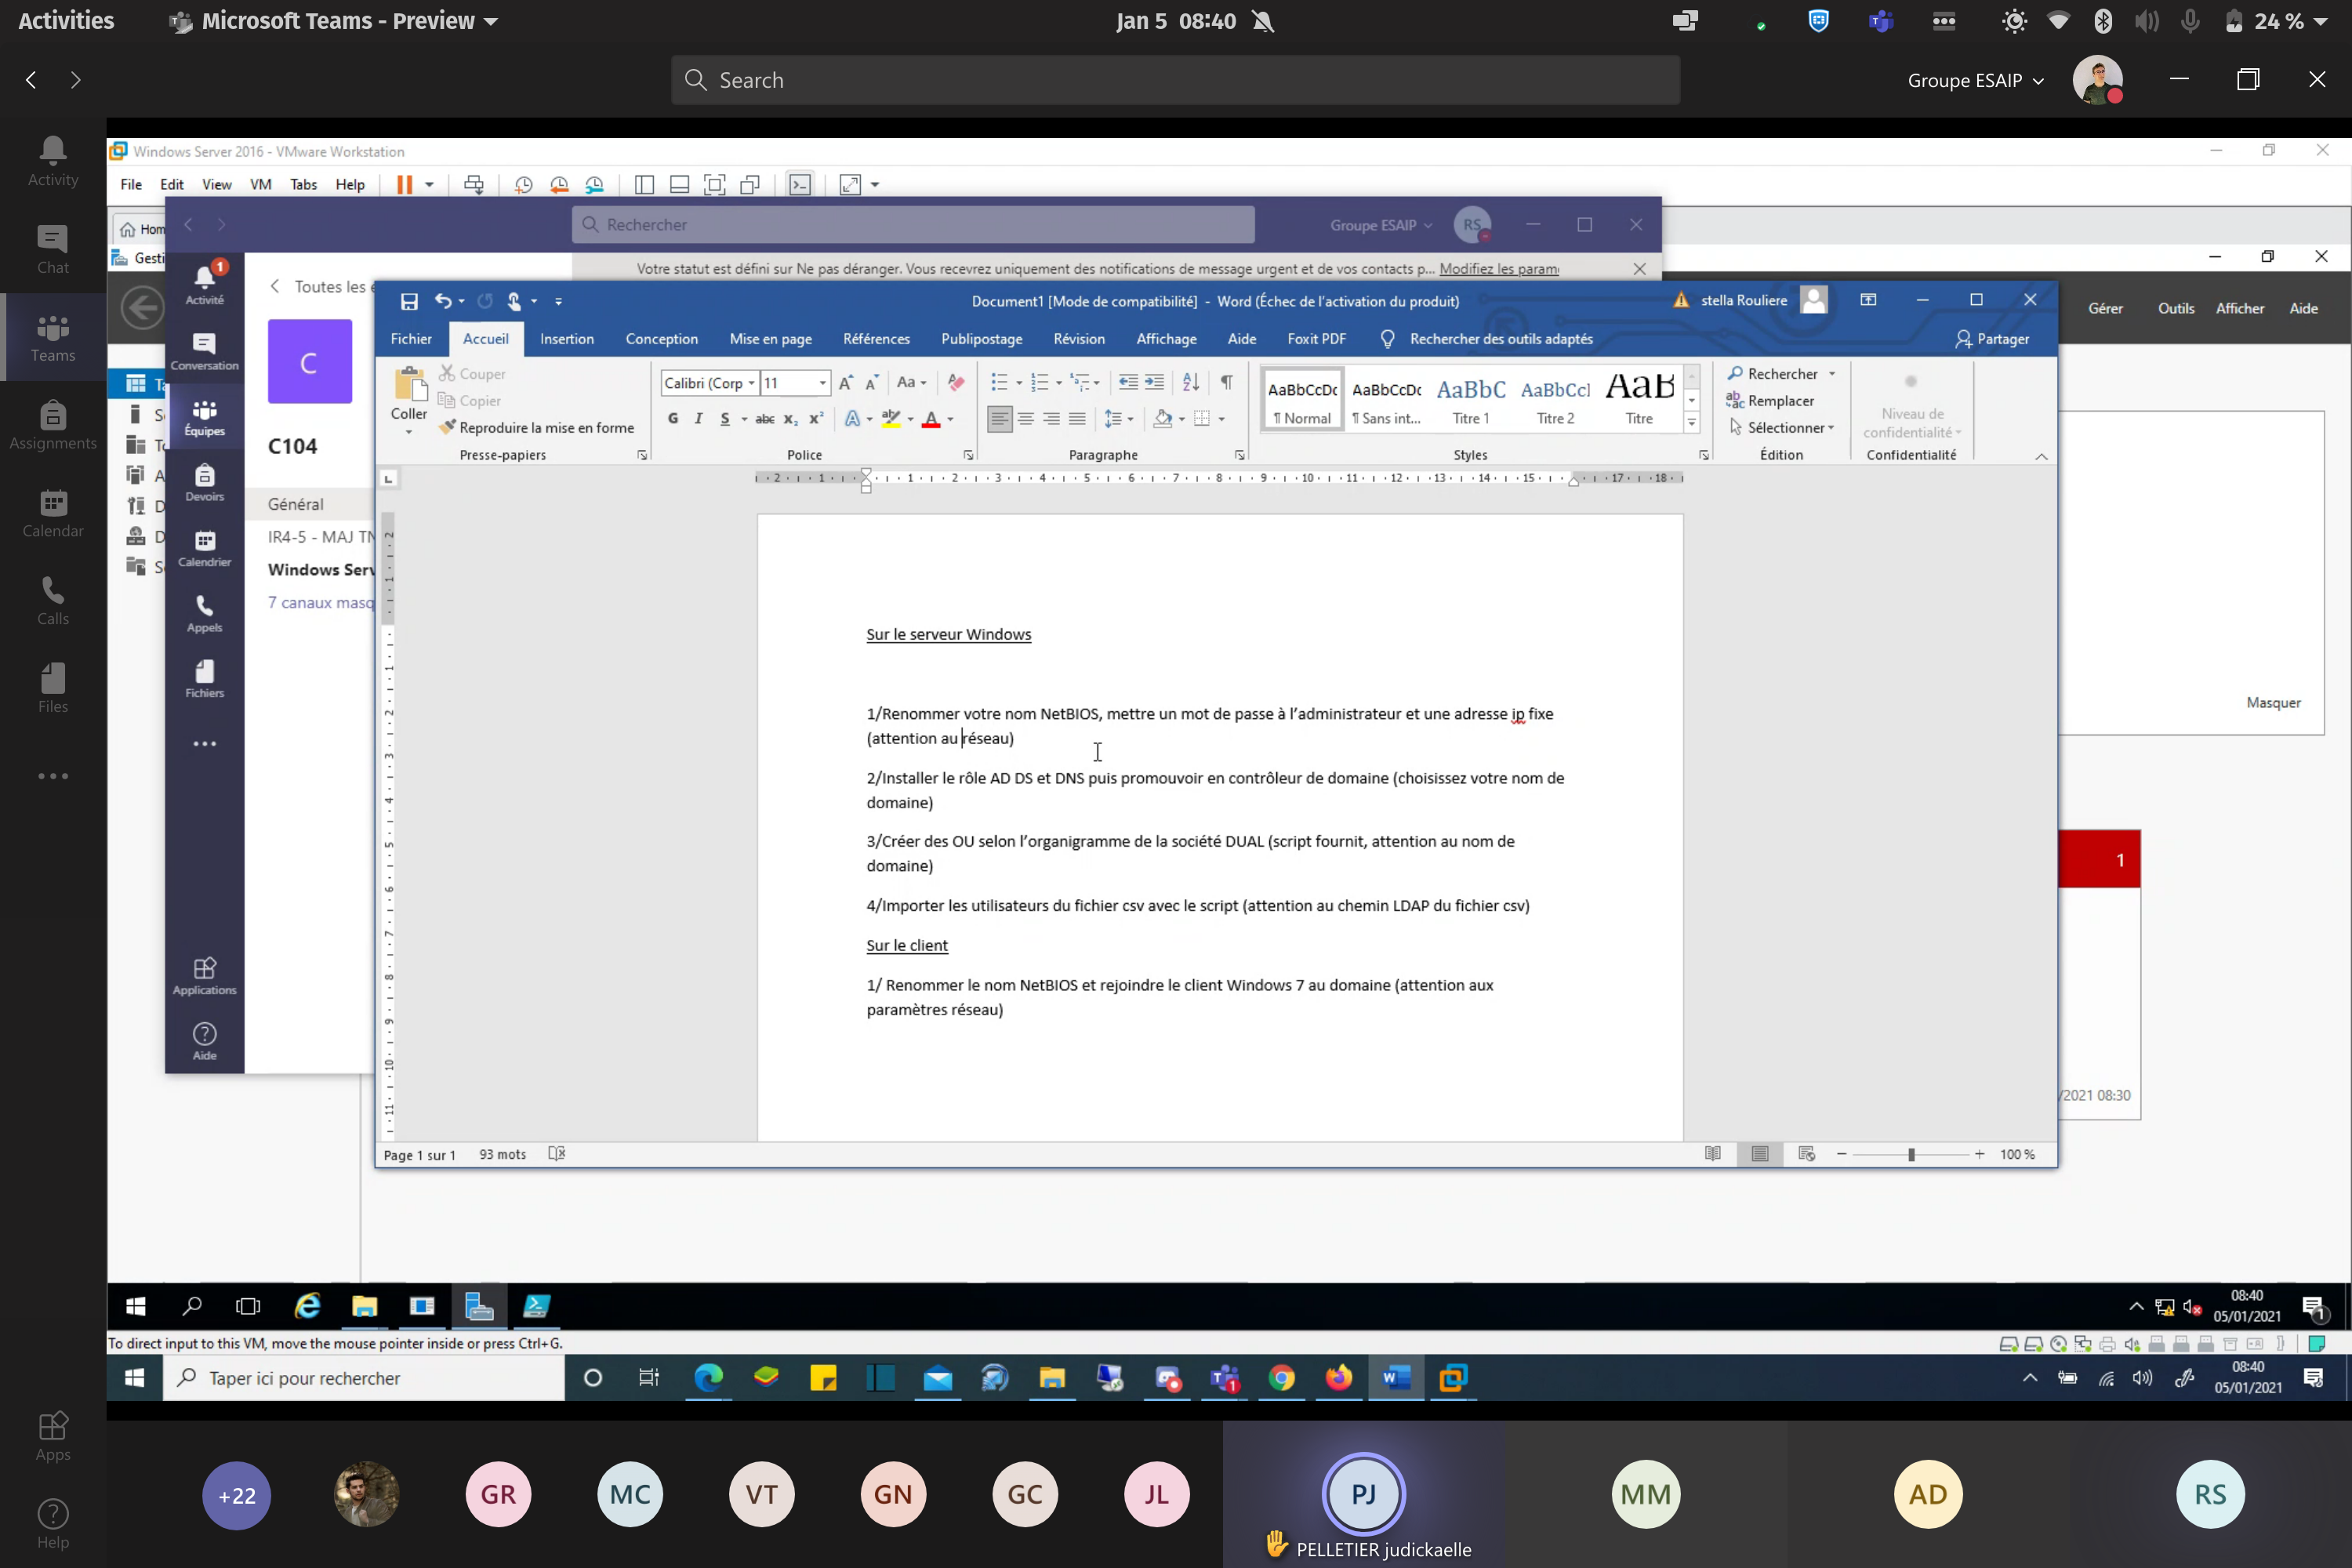 Activities
Microsoft Teams - Preview
Jan 5 08:40
24 %
Search
Groupe ESAIP
Activity
Chat
Teams
Assignments
Calendar
Calls
Files
Apps
Help
Windows Server 2016 - VMware Workstation
File Edit View VM Tabs Help
Rechercher
Groupe ESAIP
RS
Votre statut est défini sur Ne pas déranger. Vous recevrez uniquement des notifications de message urgent et de vos contacts p... Modifiez les param
1
Activité
Conversation
Équipes
Devoirs
Calendrier
Appels
Fichiers
Applications
Aide
C
C104
Général
Windows Serv
7 canaux masq
Document1 [Mode de compatibilité] - Word (Échec de l'activation du produit)
stella Rouliere
Fichier Accueil Insertion Conception Mise en page Références Publipostage Révision Affichage Aide Foxit PDF Rechercher des outils adaptés Partager
Coller
Couper
Copier
Reproduire la mise en forme
Presse-papiers
Calibri (Corp 11
G I S abc x₂ x²
Police
Paragraphe
AaBbCcDc AaBbCcDc AaBbC AaBbCcI AaB
¶ Normal ¶ Sans int... Titre 1 Titre 2 Titre
Styles
Rechercher
Remplacer
Sélectionner
Édition
Niveau de
confidentialité
Confidentialité
Gérer Outils Afficher Aide
Masquer
1
/2021 08:30
Sur le serveur Windows
1/Renommer votre nom NetBIOS, mettre un mot de passe à l'administrateur et une adresse ip fixe
(attention au réseau)
2/Installer le rôle AD DS et DNS puis promouvoir en contrôleur de domaine (choisissez votre nom de
domaine)
3/Créer des OU selon l'organigramme de la société DUAL (script fournit, attention au nom de
domaine)
4/Importer les utilisateurs du fichier csv avec le script (attention au chemin LDAP du fichier csv)
Sur le client
1/ Renommer le nom NetBIOS et rejoindre le client Windows 7 au domaine (attention aux
paramètres réseau)
Page 1 sur 1 93 mots
100 %
08:40
05/01/2021
To direct input to this VM, move the mouse pointer inside or press Ctrl+G.
Taper ici pour rechercher
08:40
05/01/2021
+22
GR
MC
VT
GN
GC
JL
PJ
PELLETIER judickaelle
MM
AD
RS